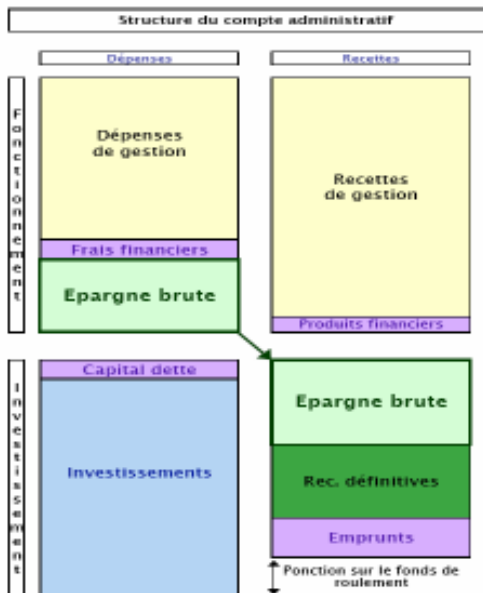 Structure du compte administratif
Dépenses
Recettes
Fonctionnement
Dépenses
de gestion
Frais financiers
Epargne brute
Recettes
de gestion
Produits financiers
Investissement
Capital dette
Investissements
Epargne brute
Rec. définitives
Emprunts
Ponction sur le fonds de
roulement